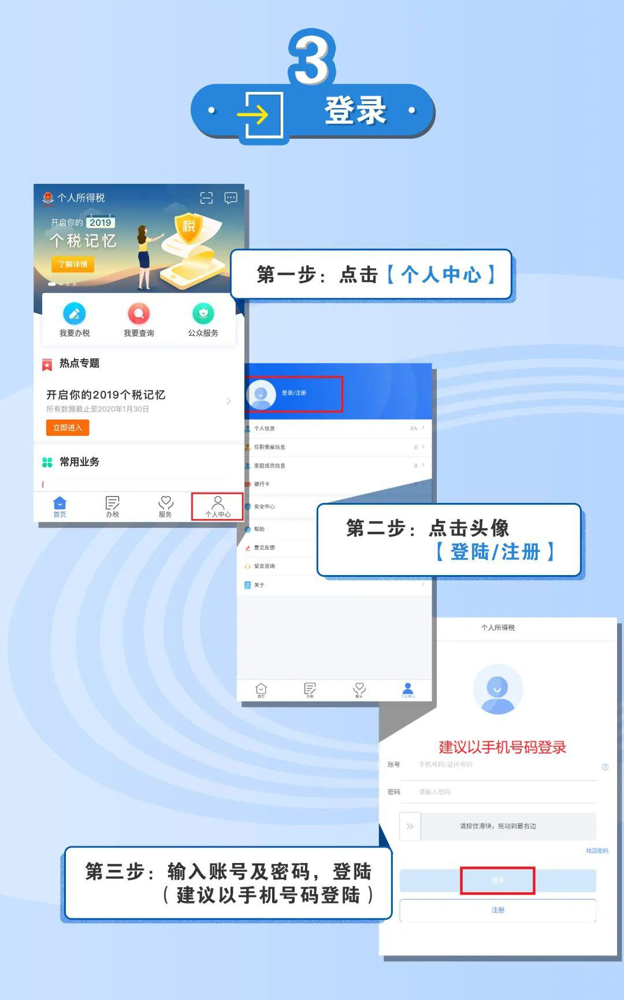 3
登录
个人所得税
开启你的 2019
个税记忆
税
了解详情
第一步：点击【个人中心】
我要办税
我要查询
公众服务
热点专题
开启你的2019个税记忆
所有数据截止至2020年1月30日
立即进入
常用业务
首页
办税
服务
个人中心
登录/注册
个人信息 0%
任职受雇信息 0
家庭成员信息 0
银行卡 0
安全中心
帮助
意见反馈
留言咨询
关于
首页
办税
服务
个人中心
第二步：点击头像
【登陆/注册】
个人所得税
建议以手机号码登录
账号 手机号码/证件号码
密码 请输入密码
请按住滑块，拖动到最右边
找回密码
登录
注册
第三步：输入账号及密码，登陆
（建议以手机号码登陆）